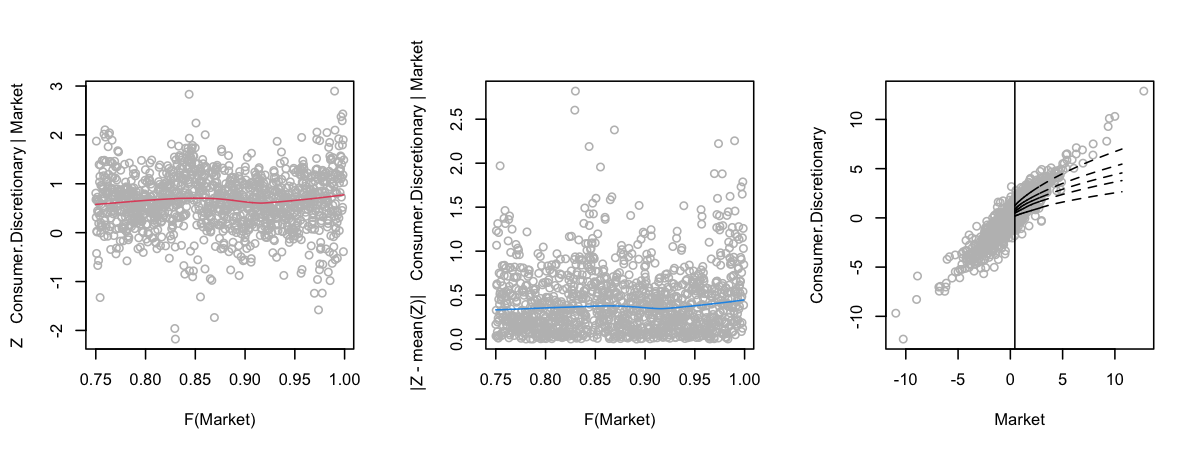 Z   Consumer.Discretionary | Market
3
2
1
0
-1
-2
0.75 0.80 0.85 0.90 0.95 1.00
F(Market)
|Z - mean(Z)|   Consumer.Discretionary | Market
2.5
2.0
1.5
1.0
0.5
0.0
0.75 0.80 0.85 0.90 0.95 1.00
F(Market)
Consumer.Discretionary
10
5
0
-5
-10
-10 -5 0 5 10
Market